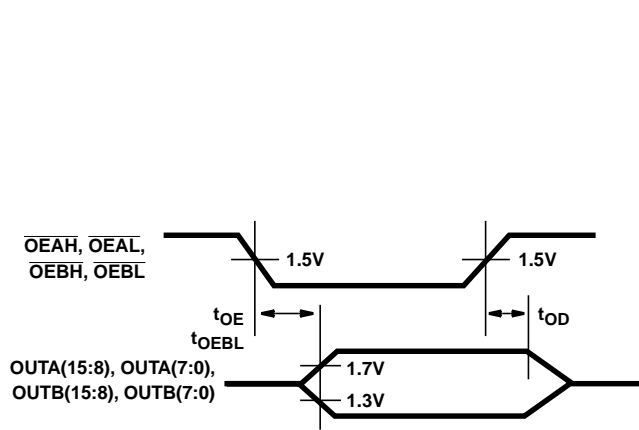 OEAH, OEAL,
OEBH, OEBL
1.5V
1.5V
tOE
tOEBL
tOD
OUTA(15:8), OUTA(7:0),
OUTB(15:8), OUTB(7:0)
1.7V
1.3V